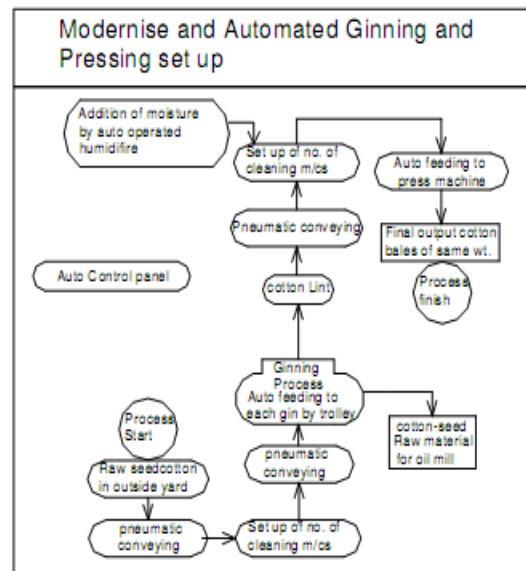 Modernise and Automated Ginning and
Pressing set up
Addition of moisture
by auto operated
humidifire
Set up of no. of
cleaning m/cs
Auto feeding to
press machine
Pneumatic conveying
Final output cotton
bales of same wt.
Auto Control panel
cotton Lint
Process
finish
Ginning
Process
Auto feeding to
each gin by trolley
Process
Start
cotton-seed
Raw material
for oil mill
Raw seedcotton
in outside yard
pneumatic
conveying
pneumatic
conveying
Set up of no. of
cleaning m/cs